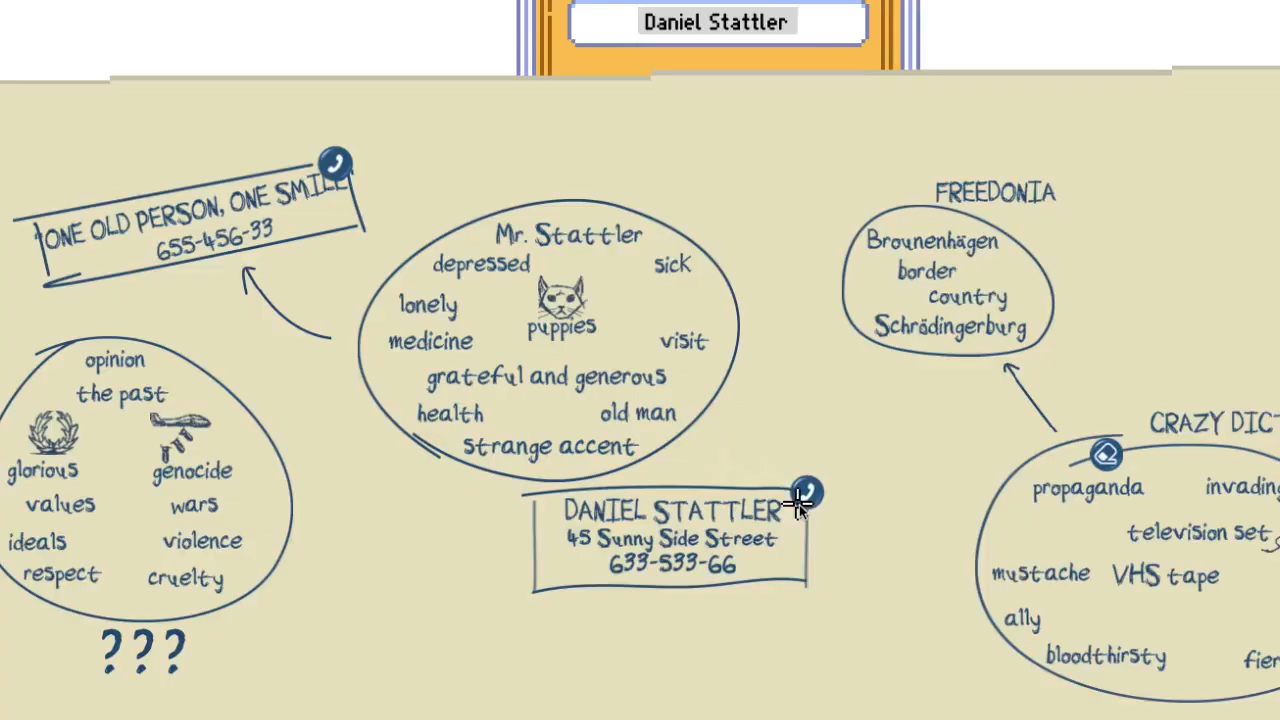 Daniel Stattler
ONE OLD PERSON, ONE SMILE
655-456-33
Mr. Stattler
depressed
sick
lonely
puppies
medicine
visit
grateful and generous
health
old man
strange accent
DANIEL STATTLER
45 Sunny Side Street
633-533-66
opinion
the past
glorious
genocide
values
wars
ideals
violence
respect
cruelty
???
FREEDONIA
Brounenhägen
border
country
Schrädingerburg
CRAZY DICT
propaganda
invading
television set
mustache
VHS tape
ally
bloodthirsty
fier